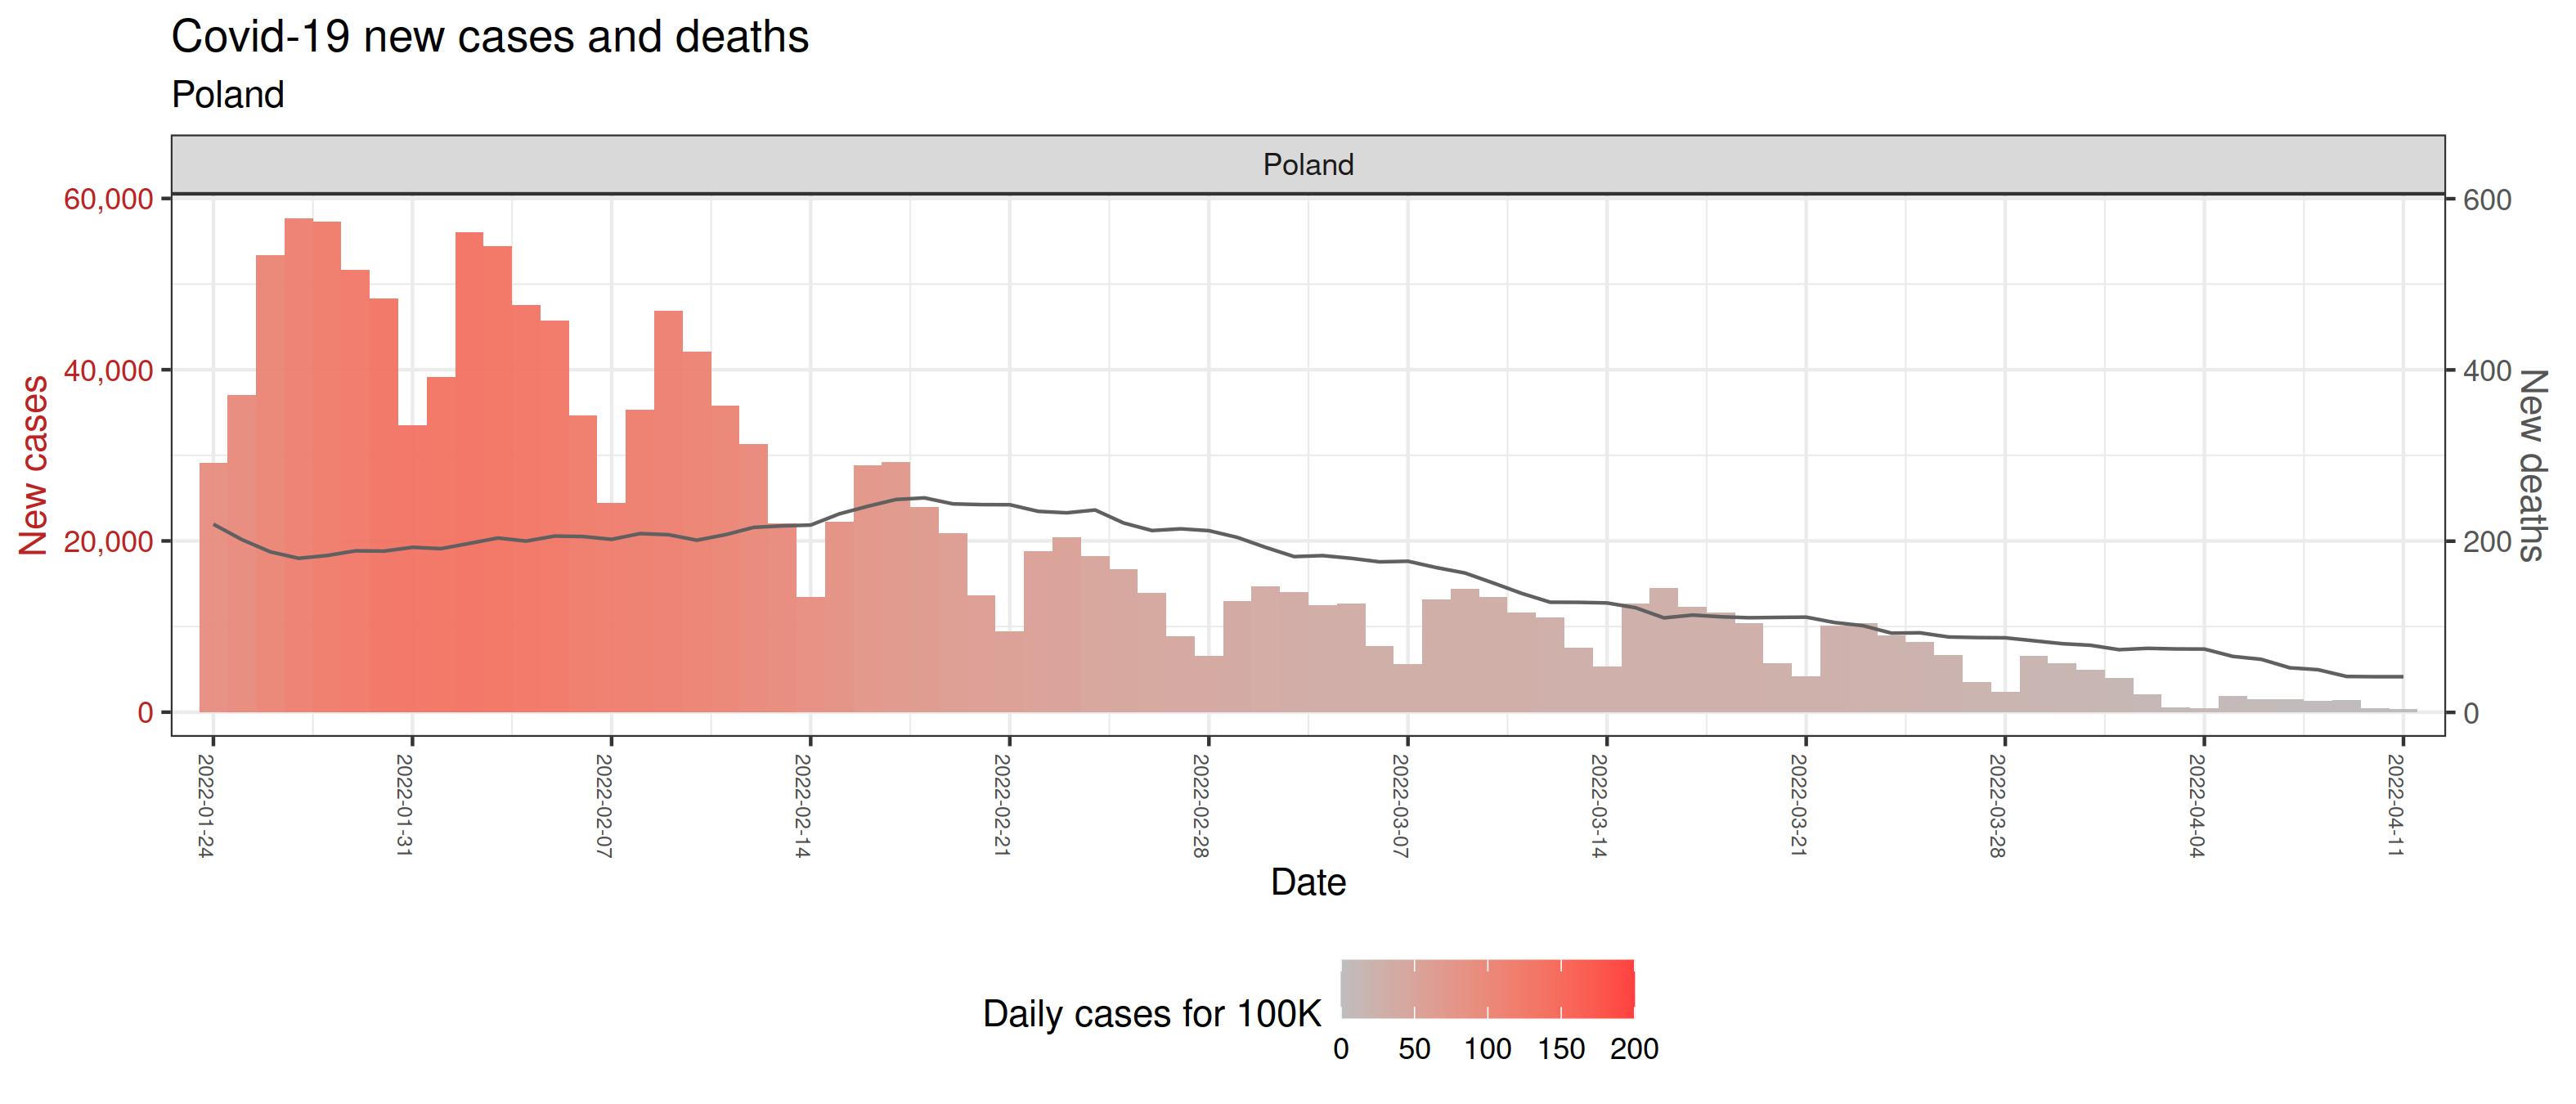 Covid-19 new cases and deaths
Poland
Poland
60,000
40,000
20,000
0
New cases
600
400
200
0
New deaths
2022-01-24
2022-01-31
2022-02-07
2022-02-14
2022-02-21
2022-02-28
2022-03-07
2022-03-14
2022-03-21
2022-03-28
2022-04-04
2022-04-11
Date
Daily cases for 100K
0 50 100 150 200